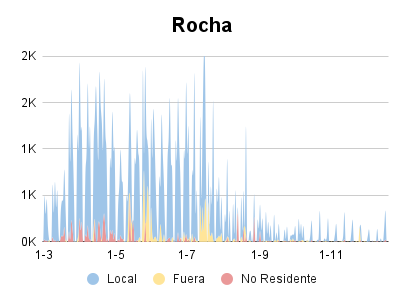 Rocha
2K
2K
1K
1K
0K
1-3 1-5 1-7 1-9 1-11
Local Fuera No Residente